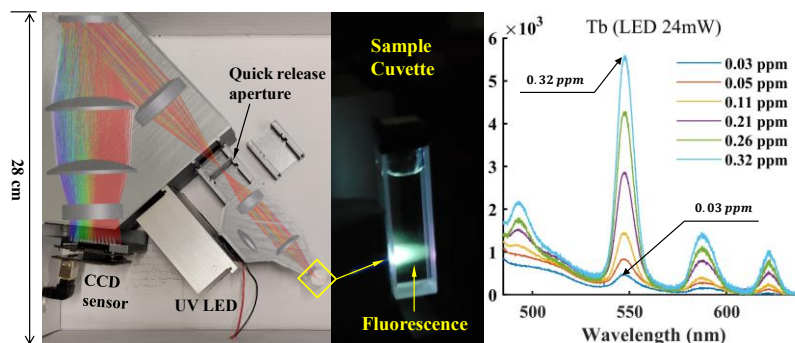 28 cm
Quick release
aperture
CCD
sensor
UV LED
Sample
Cuvette
Fluorescence
×10³
Tb (LED 24mW)
6
5
4
3
2
1
0
0.32 ppm
0.03 ppm
0.03 ppm
0.05 ppm
0.11 ppm
0.21 ppm
0.26 ppm
0.32 ppm
500
550
600
Wavelength (nm)